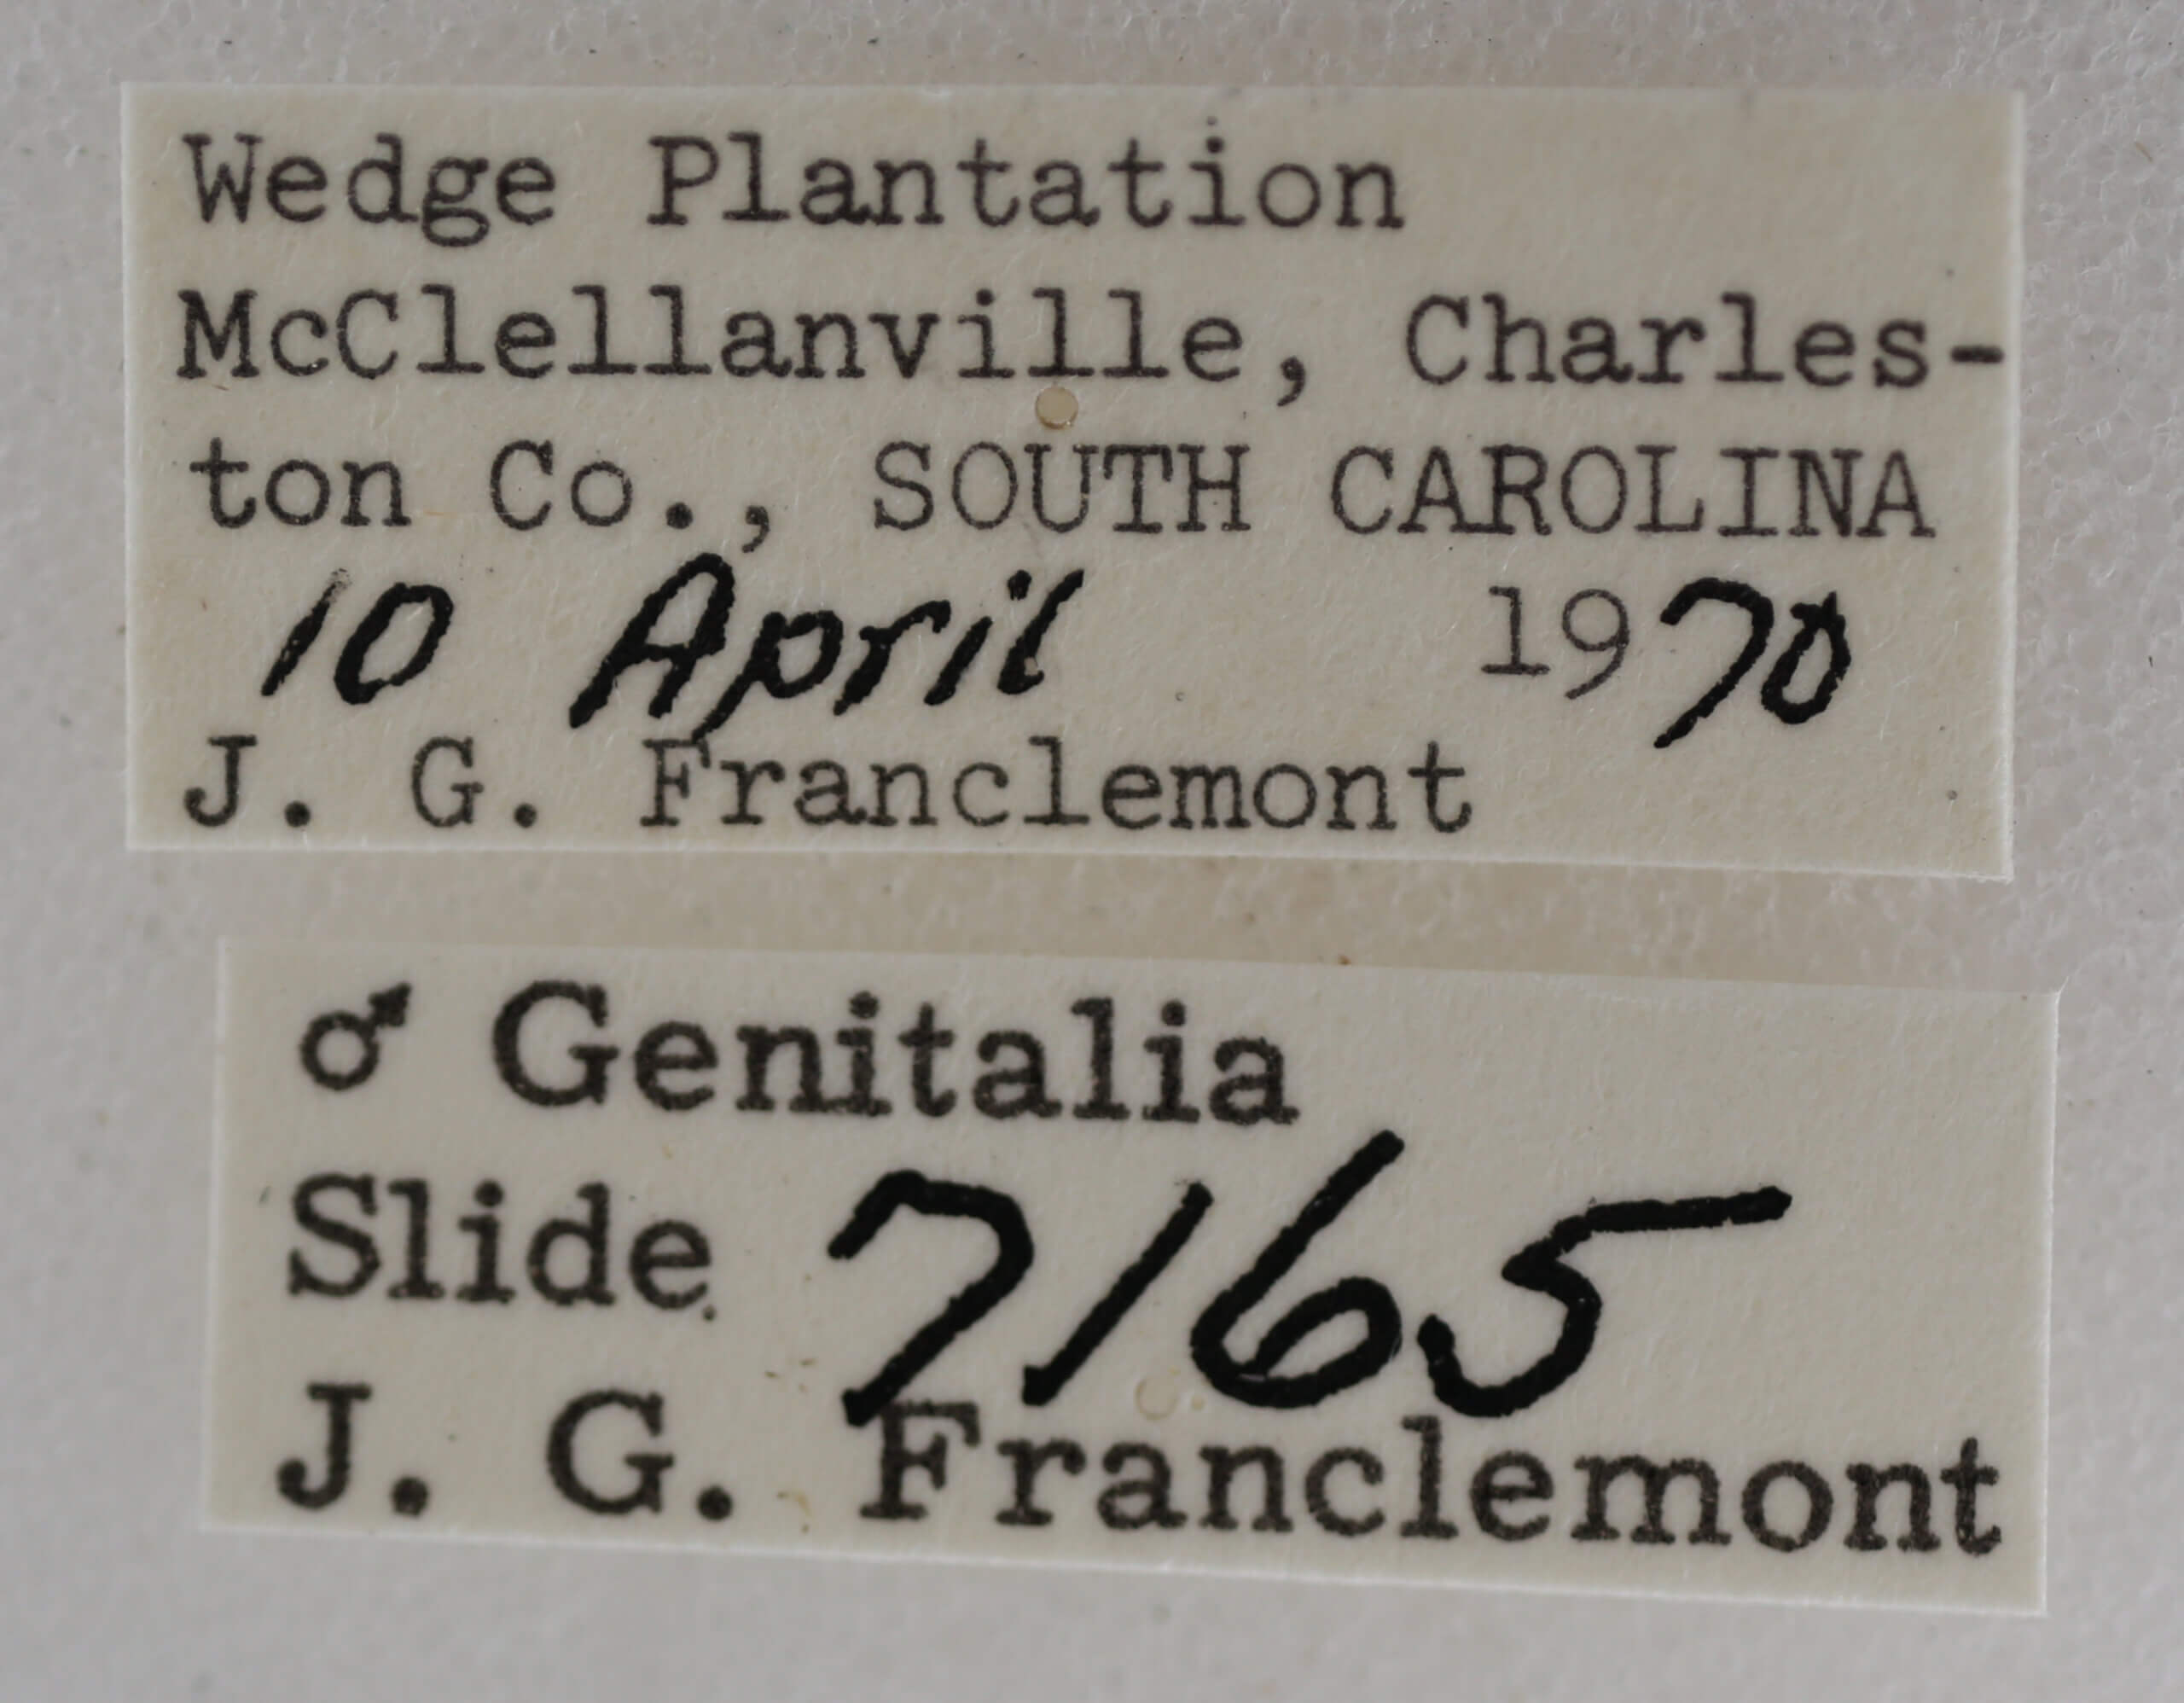 Wedge Plantation
McClellanville, Charles-
ton Co., SOUTH CAROLINA
10 April 1970
J. G. Franclemont
♂ Genitalia
Slide 7165
J. G. Franclemont